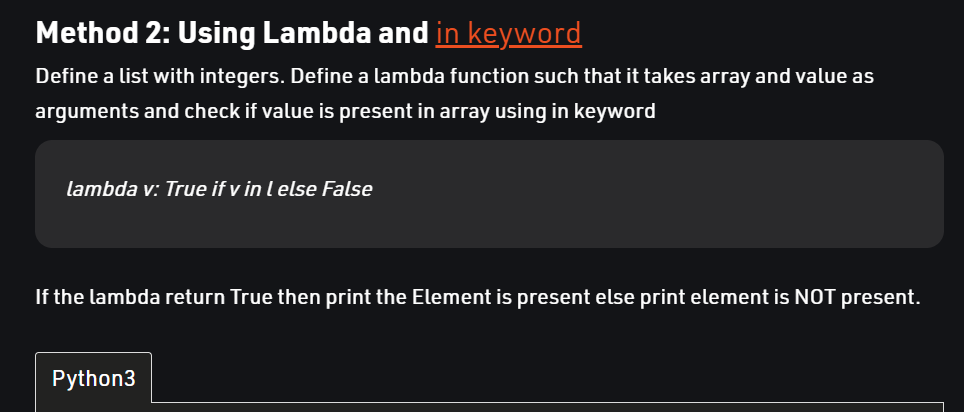 Method 2: Using Lambda and in keyword
Define a list with integers. Define a lambda function such that it takes array and value as
arguments and check if value is present in array using in keyword
lambda v: True if v in l else False
If the lambda return True then print the Element is present else print element is NOT present.
Python3